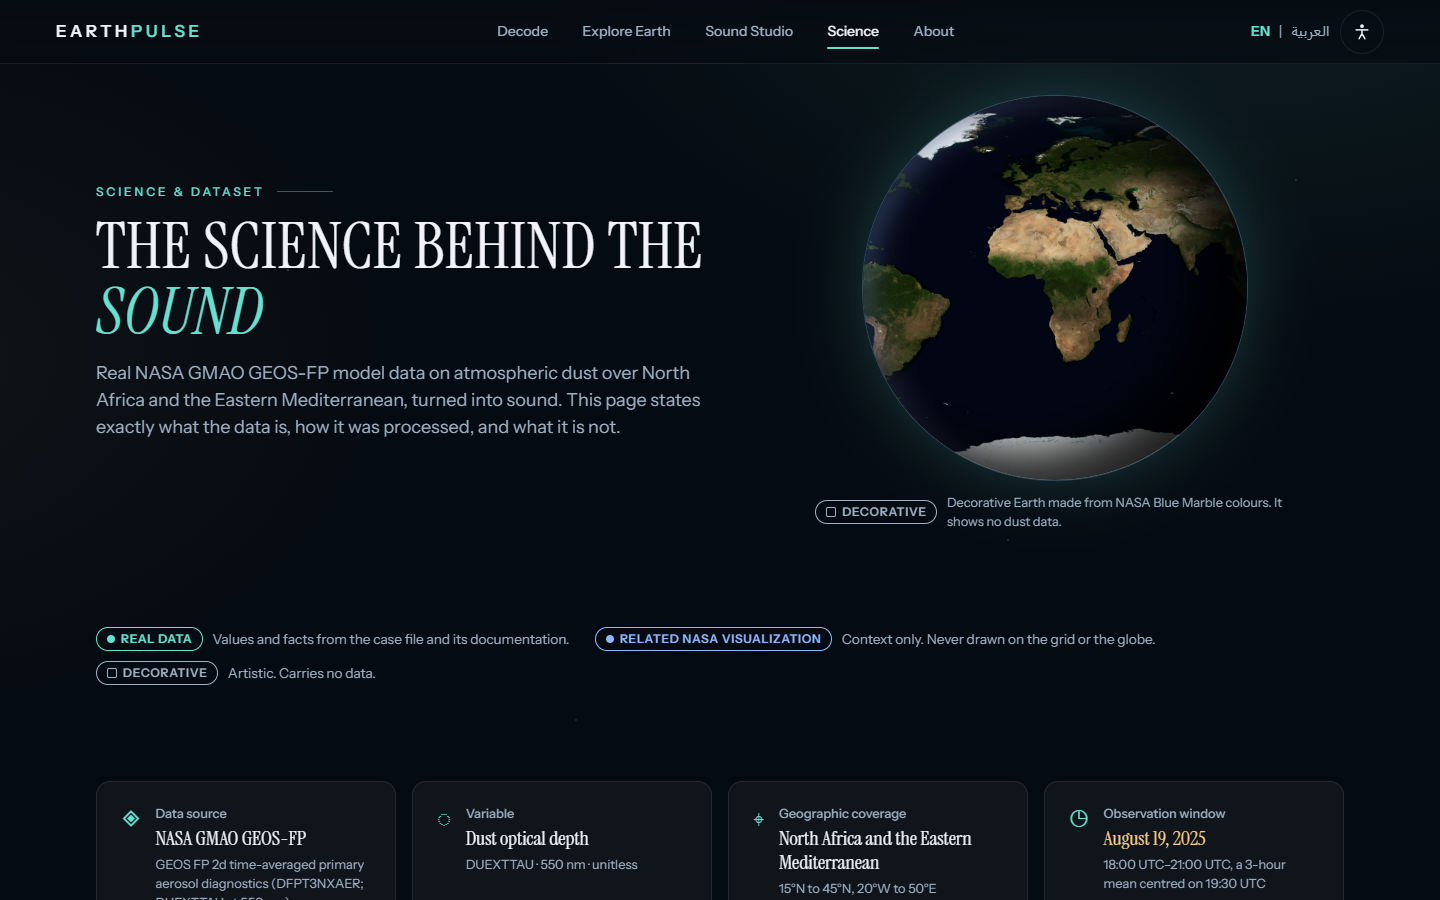 EARTHPULSE
Decode
Explore Earth
Sound Studio
Science
About
EN | العربية
SCIENCE & DATASET
THE SCIENCE BEHIND THE
SOUND
Real NASA GMAO GEOS-FP model data on atmospheric dust over North
Africa and the Eastern Mediterranean, turned into sound. This page states
exactly what the data is, how it was processed, and what it is not.
DECORATIVE
Decorative Earth made from NASA Blue Marble colours. It
shows no dust data.
REAL DATA
Values and facts from the case file and its documentation.
RELATED NASA VISUALIZATION
Context only. Never drawn on the grid or the globe.
DECORATIVE
Artistic. Carries no data.
Data source
NASA GMAO GEOS-FP
GEOS FP 2d time-averaged primary
aerosol diagnostics (DFPT3NXAER;
Variable
Dust optical depth
DUEXTTAU · 550 nm · unitless
Geographic coverage
North Africa and the Eastern
Mediterranean
15°N to 45°N, 20°W to 50°E
Observation window
August 19, 2025
18:00 UTC–21:00 UTC, a 3-hour
mean centred on 19:30 UTC